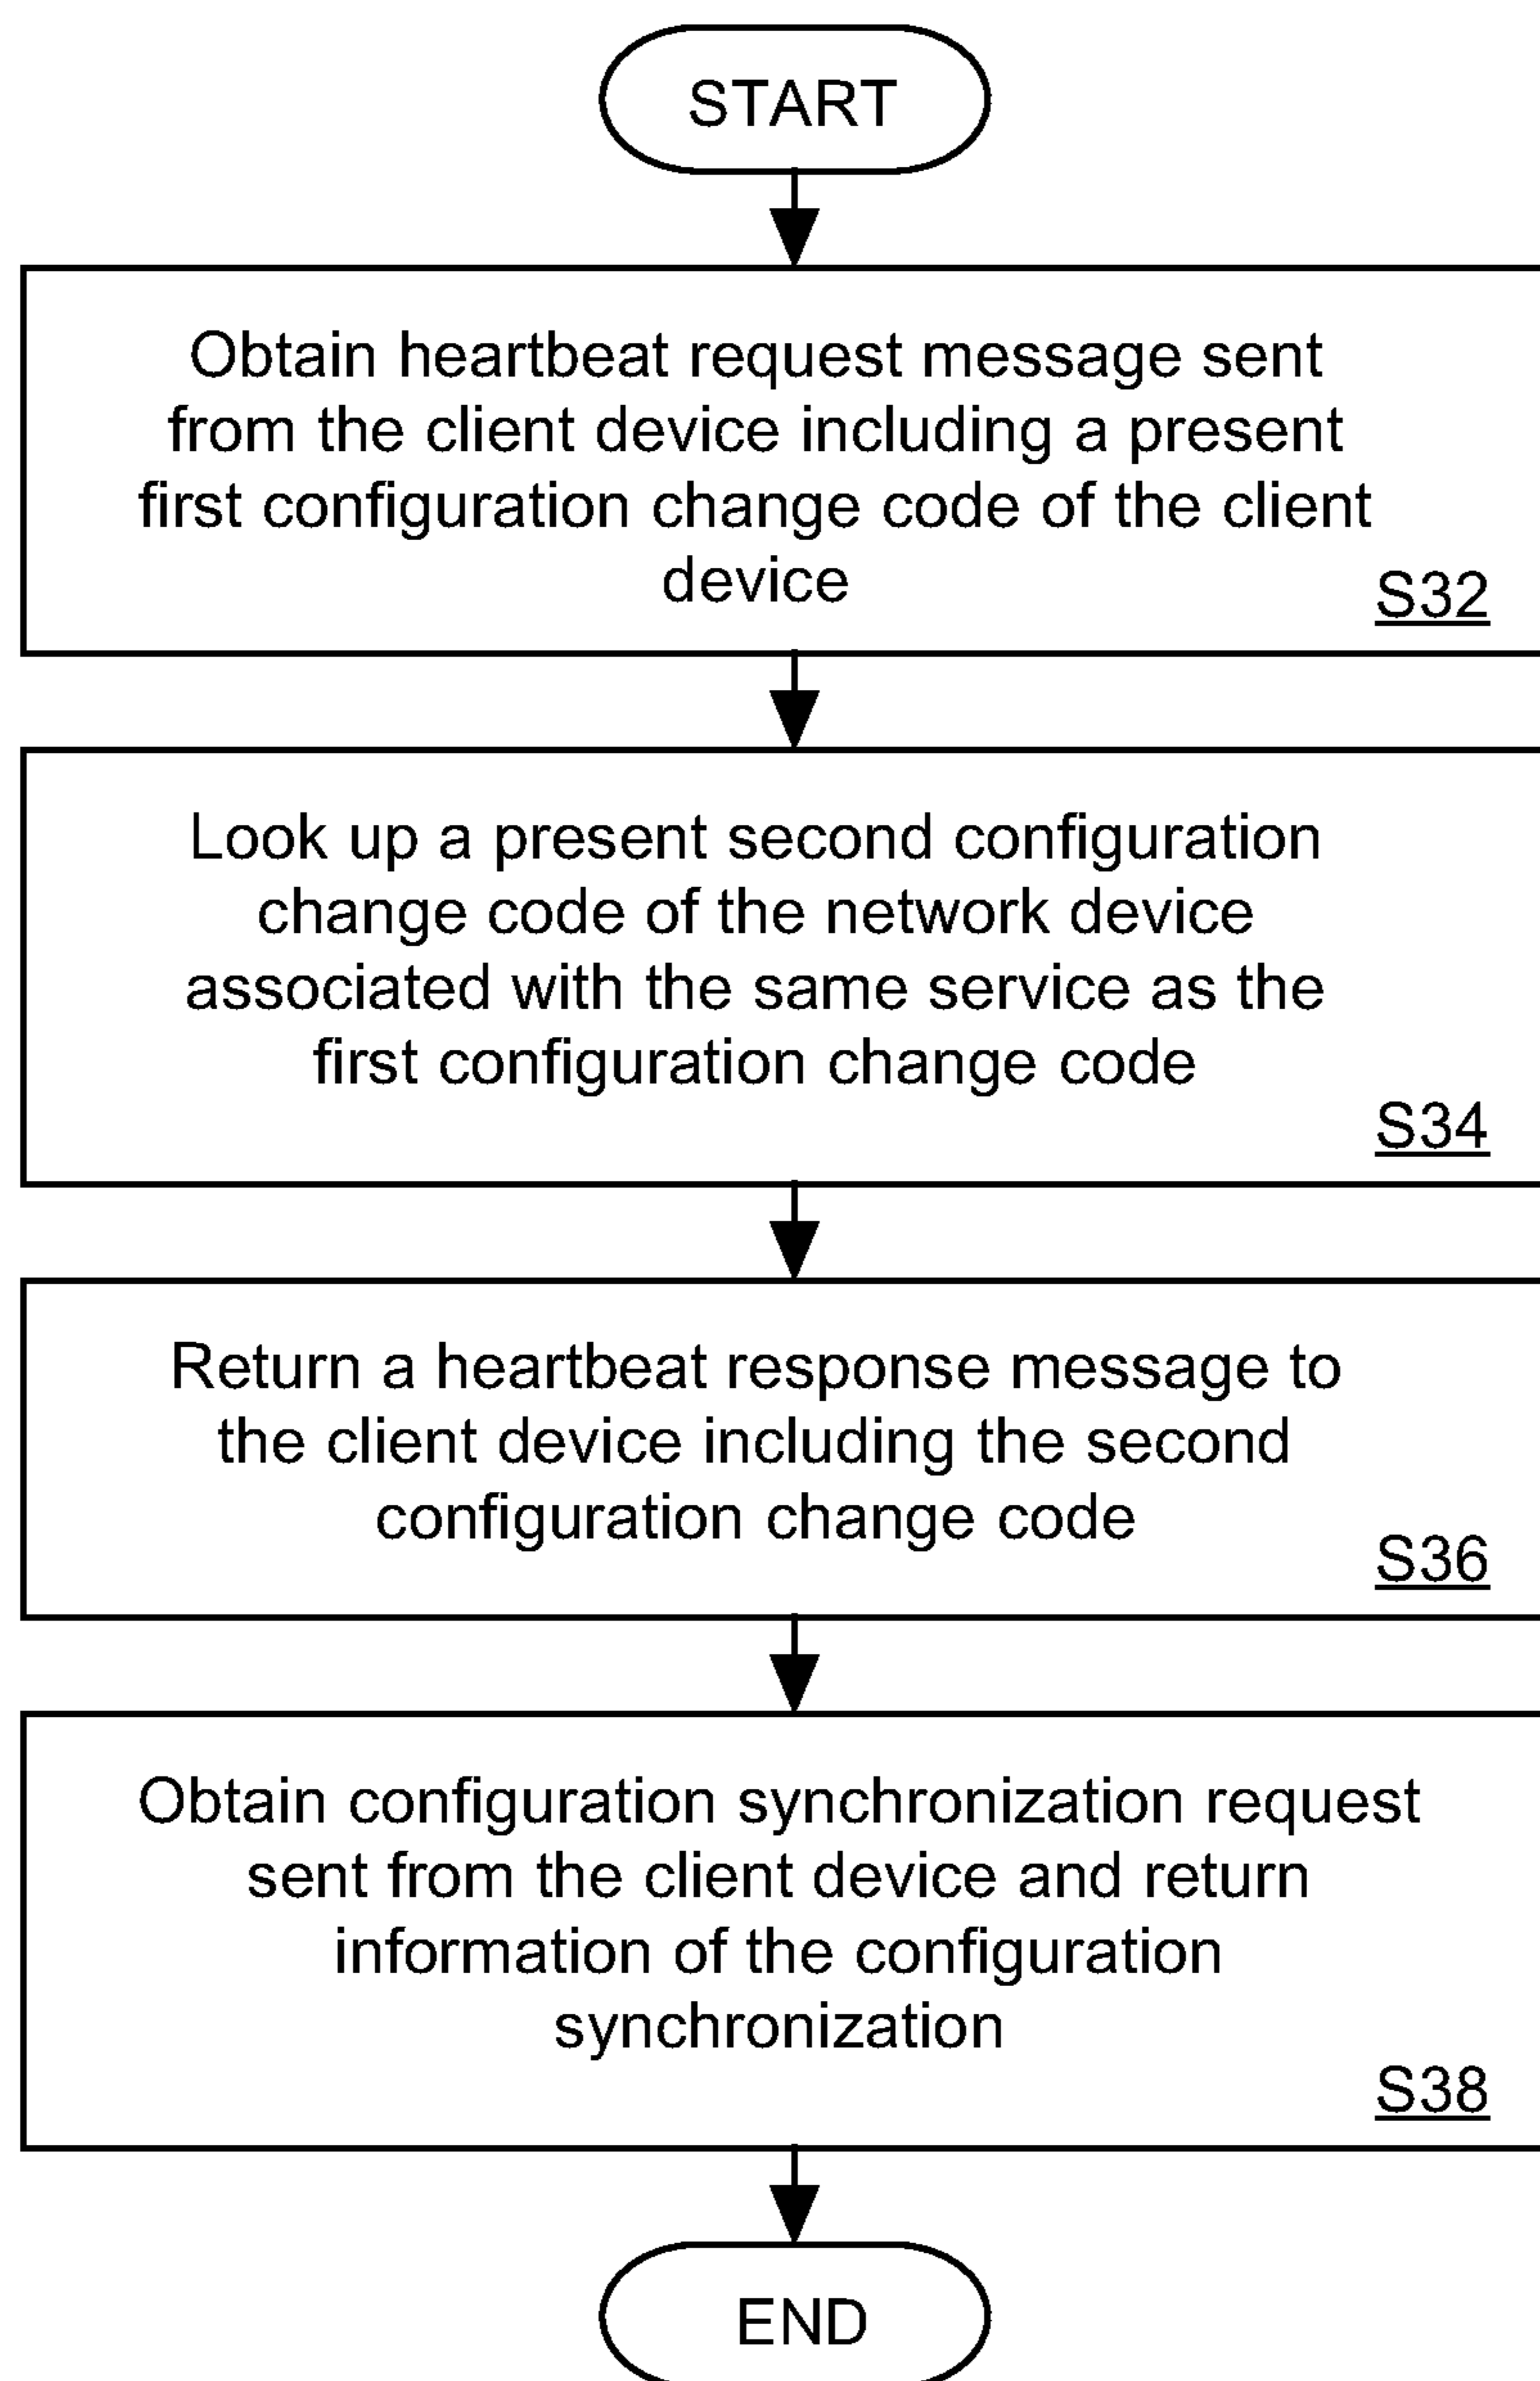 START
Obtain heartbeat request message sent
from the client device including a present
first configuration change code of the client
device
S32
Look up a present second configuration
change code of the network device
associated with the same service as the
first configuration change code
S34
Return a heartbeat response message to
the client device including the second
configuration change code
S36
Obtain configuration synchronization request
sent from the client device and return
information of the configuration
synchronization
S38
END